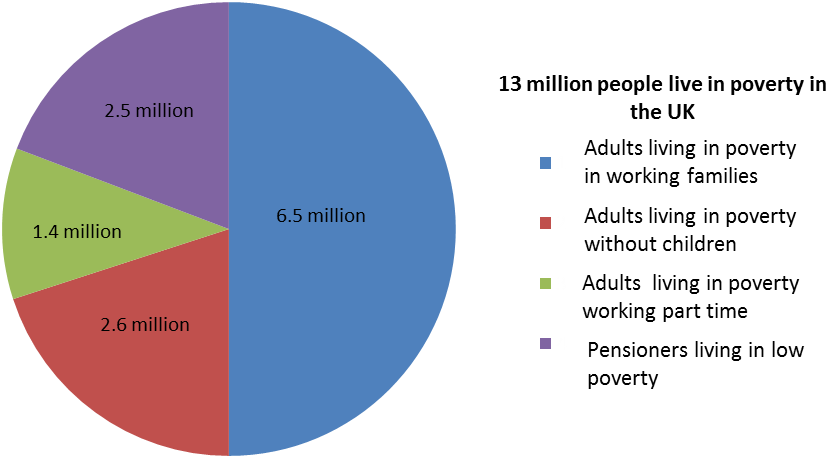 2.5 million
6.5 million
1.4 million
2.6 million
13 million people live in poverty in
the UK
Adults living in poverty
in working families
Adults living in poverty
without children
Adults living in poverty
working part time
Pensioners living in low
poverty